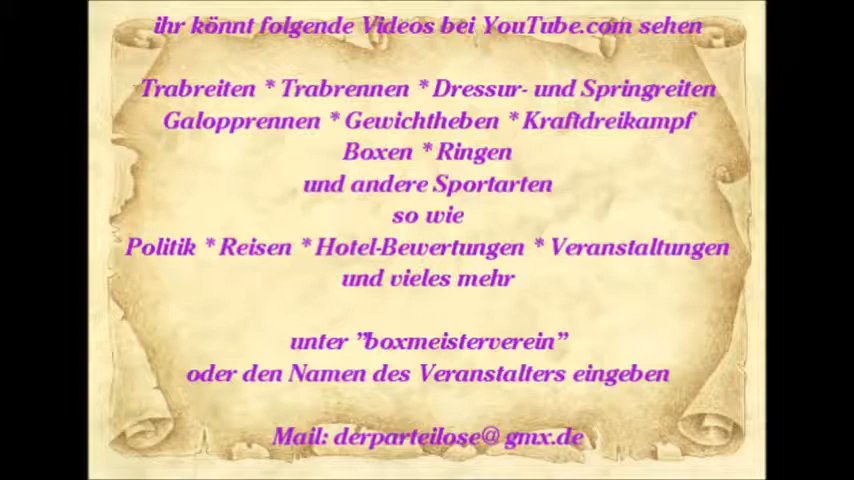 ihr könnt folgende Videos bei YouTube.com sehen
Trabreiten * Trabrennen * Dressur- und Springreiten
Galopprennen * Gewichtheben * Kraftdreikampf
Boxen * Ringen
und andere Sportarten
so wie
Politik * Reisen * Hotel-Bewertungen * Veranstaltungen
und vieles mehr
unter "boxmeisterverein"
oder den Namen des Veranstalters eingeben
Mail: derparteilose@gmx.de